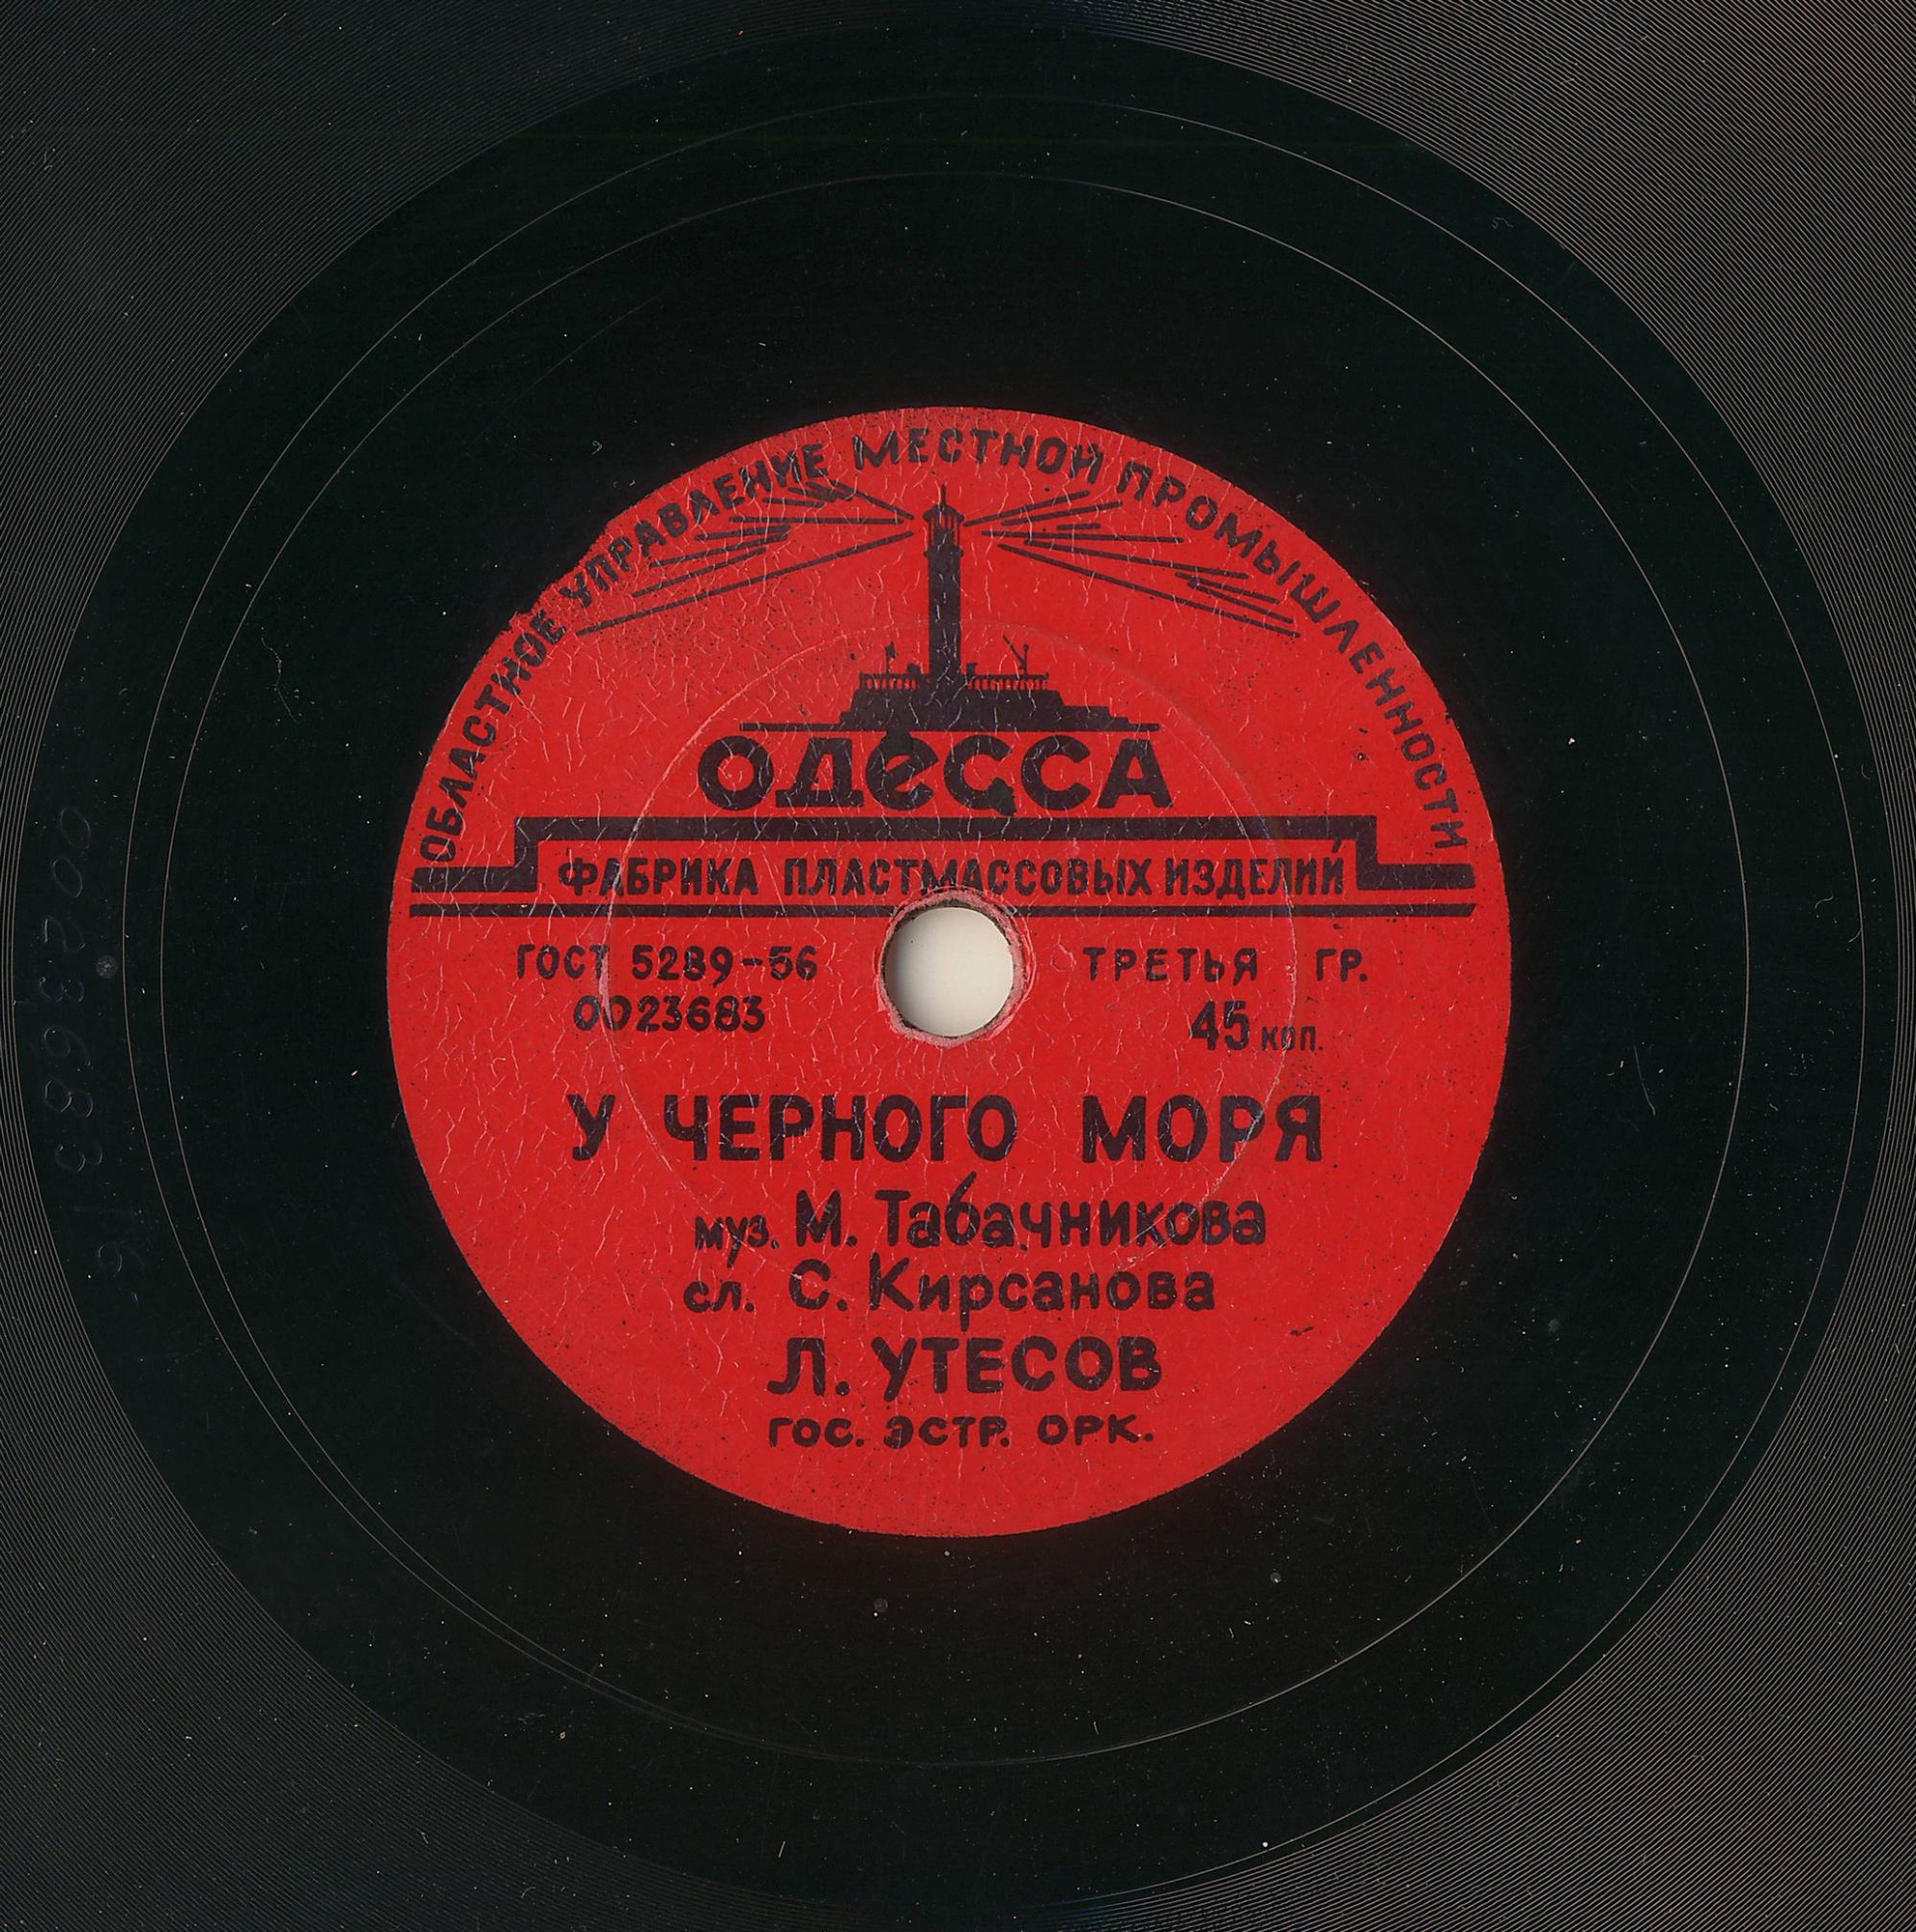 ОБЛАСТНОЕ УПРАВЛЕНИЕ МЕСТНОЙ ПРОМЫШЛЕННОСТИ
ОДЕССА
ФАБРИКА ПЛАСТМАССОВЫХ ИЗДЕЛИЙ
ГОСТ 5289-56
ТРЕТЬЯ ГР.
0023683
45 коп.
У ЧЕРНОГО МОРЯ
муз. М. Табачникова
сл. С. Кирсанова
Л. УТЕСОВ
ГОС. ЭСТР. ОРК.
0023683